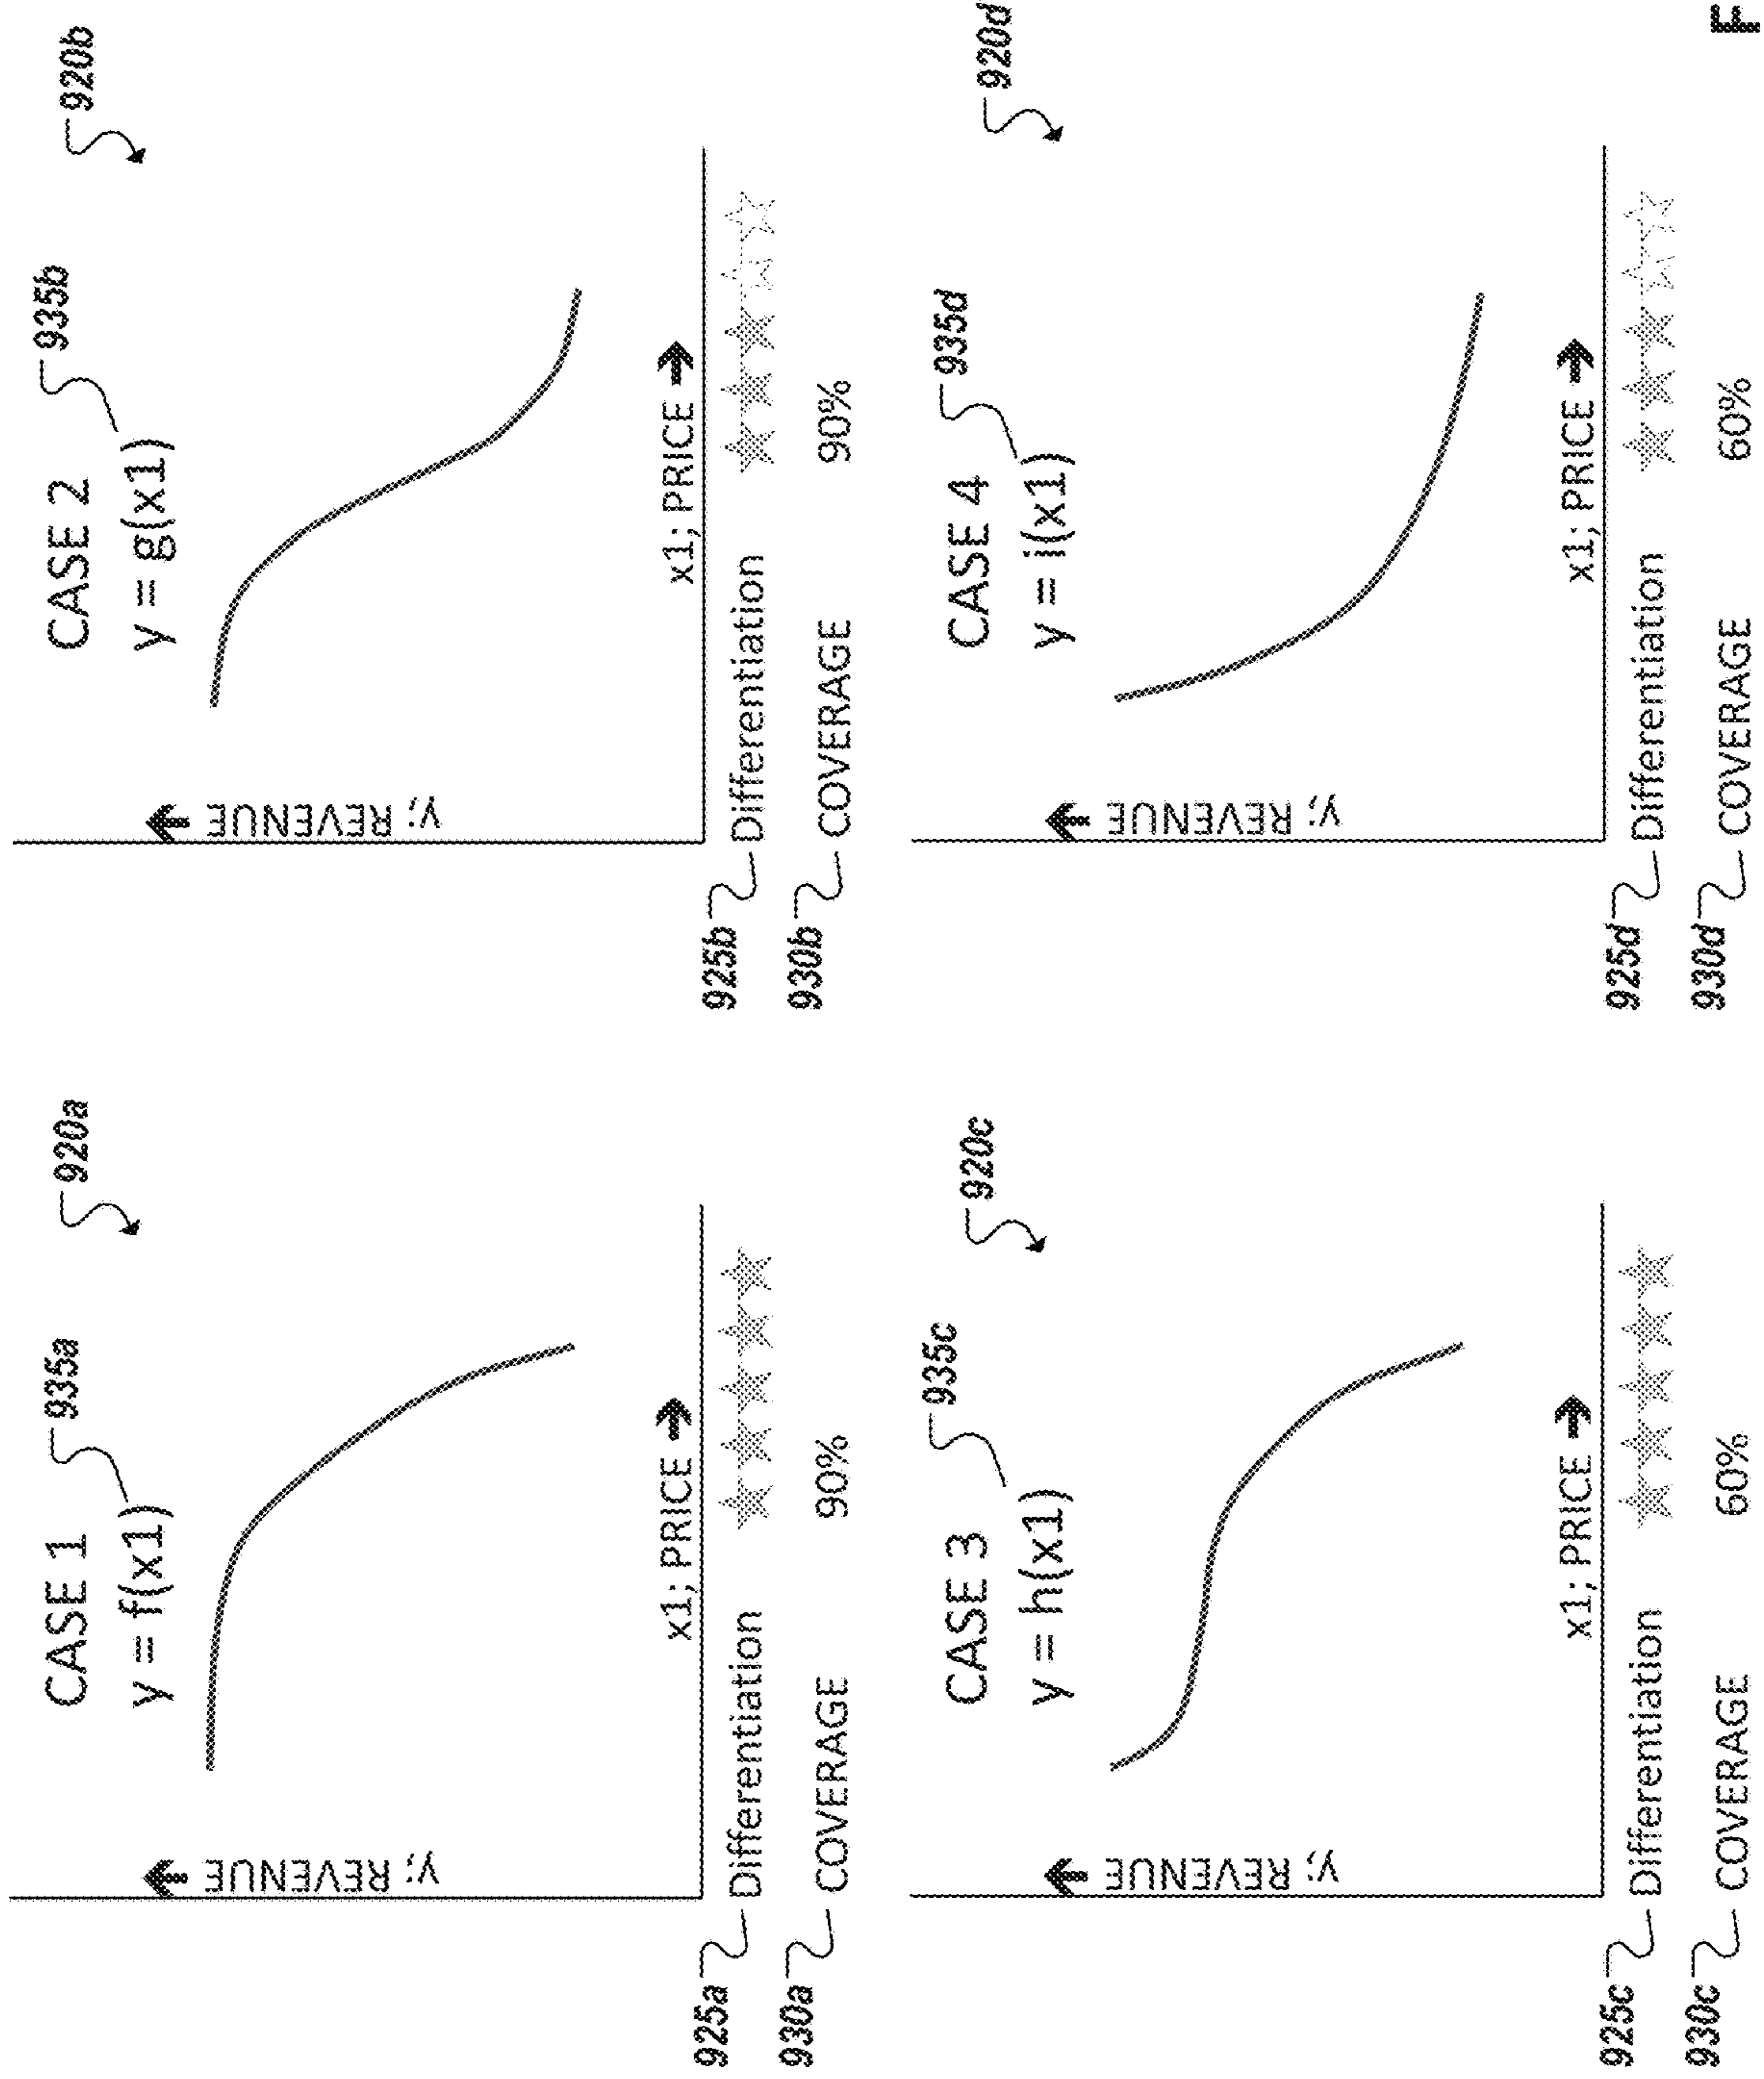 CASE 1
920a
y = f(x1)
935a
y; REVENUE
x1; PRICE
925a
Differentiation
930a
COVERAGE
90%
CASE 2
920b
y = g(x1)
935b
y; REVENUE
x1; PRICE
925b
Differentiation
930b
COVERAGE
90%
CASE 3
920c
y = h(x1)
935c
y; REVENUE
x1; PRICE
925c
Differentiation
930c
COVERAGE
60%
CASE 4
920d
y = i(x1)
935d
y; REVENUE
x1; PRICE
925d
Differentiation
930d
COVERAGE
60%
F